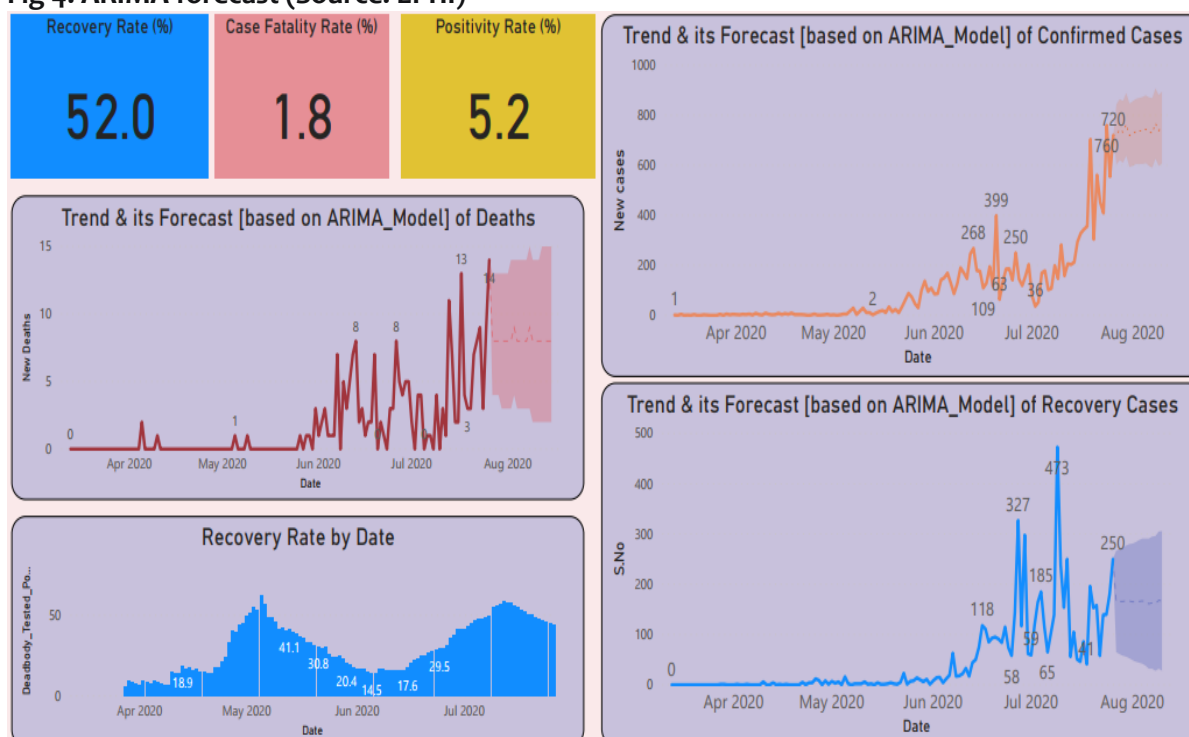 Fig 4. ARIMA forecast (Source: EPHI)
Recovery Rate (%)
52.0
Case Fatality Rate (%)
1.8
Positivity Rate (%)
5.2
Trend & its Forecast [based on ARIMA_Model] of Deaths
New Deaths
15
10
5
0
0
1
8
8
13
14
3
Apr 2020
May 2020
Jun 2020
Jul 2020
Aug 2020
Date
Recovery Rate by Date
Deadbody_Tested_Po...
50
0
18.9
41.1
30.8
20.4
14.5
17.6
29.5
Apr 2020
May 2020
Jun 2020
Jul 2020
Date
Trend & its Forecast [based on ARIMA_Model] of Confirmed Cases
New cases
1000
800
600
400
200
0
1
2
268
109
399
63
250
36
760
720
Apr 2020
May 2020
Jun 2020
Jul 2020
Aug 2020
Date
Trend & its Forecast [based on ARIMA_Model] of Recovery Cases
S.No
500
400
300
200
100
0
0
118
58
327
59
185
65
473
41
250
Apr 2020
May 2020
Jun 2020
Jul 2020
Aug 2020
Date